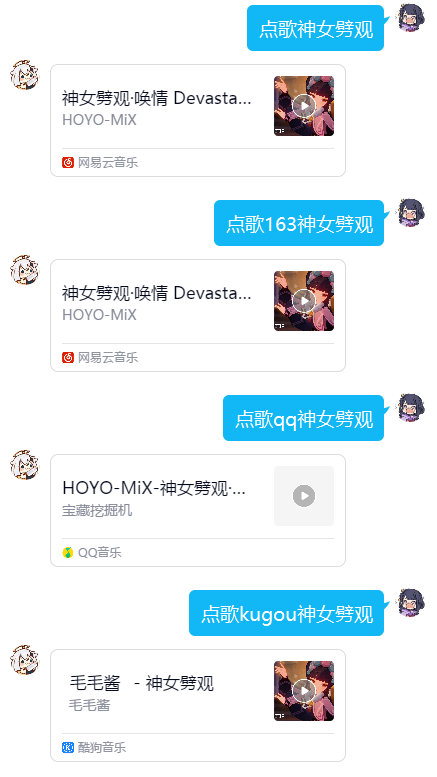 点歌神女劈观
神女劈观·唤情 Devasta...
HOYO-MiX
网易云音乐
点歌163神女劈观
神女劈观·唤情 Devasta...
HOYO-MiX
网易云音乐
点歌qq神女劈观
HOYO-MiX-神女劈观·...
宝藏挖掘机
QQ音乐
点歌kugou神女劈观
毛毛酱 - 神女劈观
毛毛酱
酷狗音乐